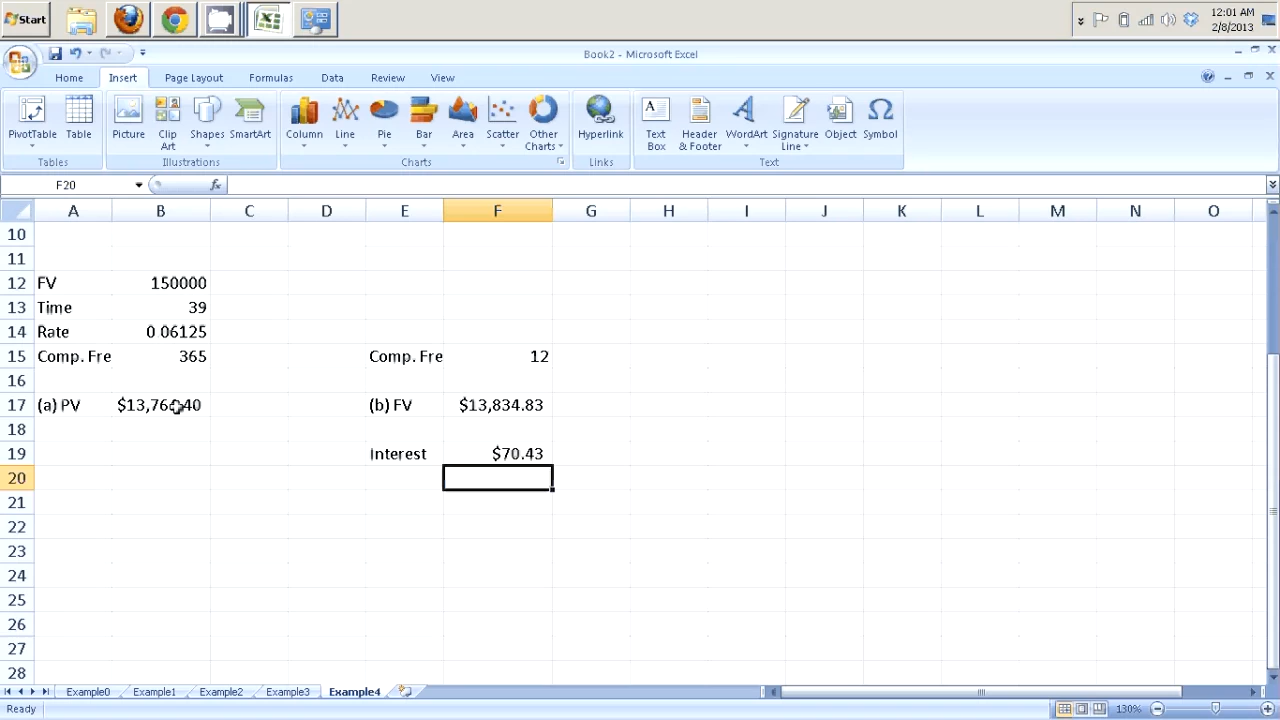 Start
12:01 AM
2/8/2013
Book2 - Microsoft Excel
Home Insert Page Layout Formulas Data Review View
PivotTable Table Picture Clip Art Shapes SmartArt Column Line Pie Bar Area Scatter Other Charts Hyperlink Text Box Header & Footer WordArt Signature Line Object Symbol
Tables Illustrations Charts Links Text
F20 fx
A B C D E F G H I J K L M N O
10
11
12 FV 150000
13 Time 39
14 Rate 0 06125
15 Comp. Fre 365 Comp. Fre 12
16
17 (a) PV (b) FV $13,834.83
18
19 Interest $70.43
20
21
22
23
24
25
26
27
28
Example0 Example1 Example2 Example3 Example4
Ready 130%